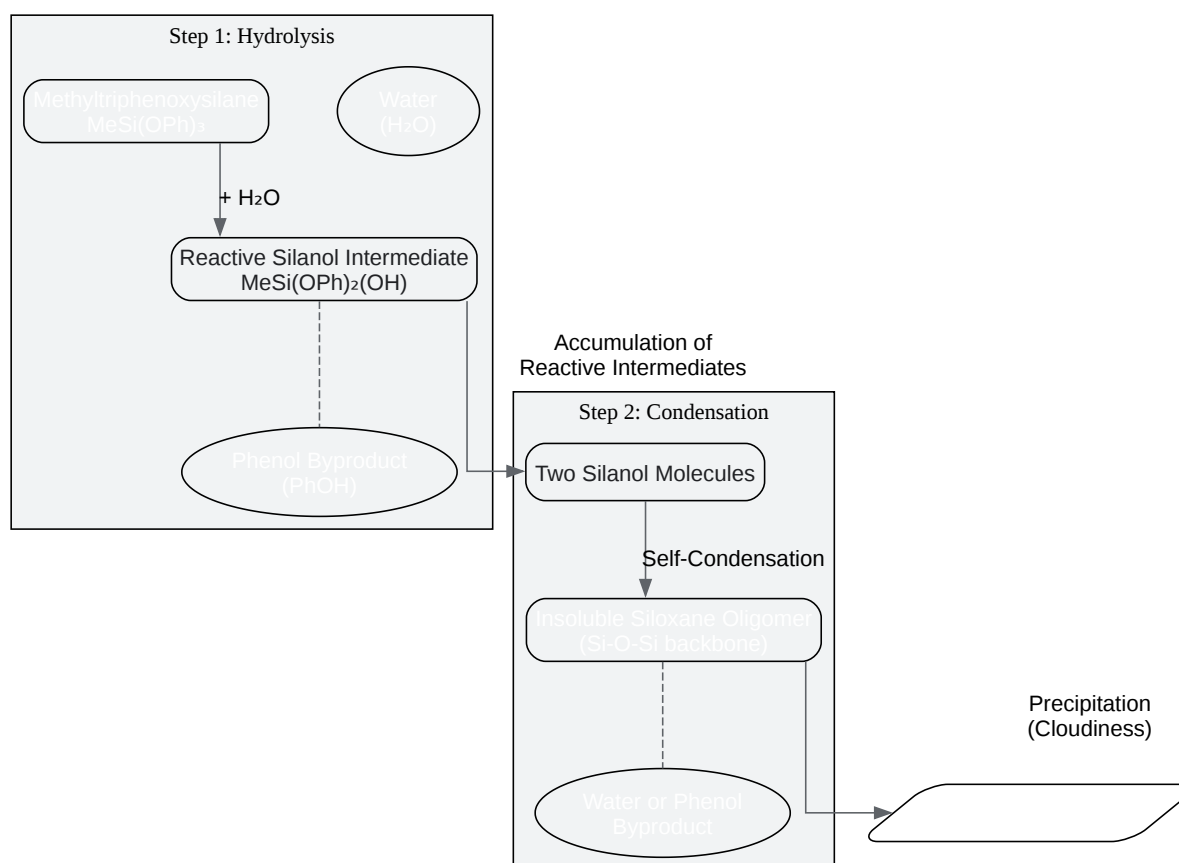 Step 1: Hydrolysis
Methyltriphenoxysilane
MeSi(OPh)₃
Water
(H₂O)
+ H₂O
Reactive Silanol Intermediate
MeSi(OPh)₂(OH)
Phenol Byproduct
(PhOH)
Accumulation of
Reactive Intermediates
Step 2: Condensation
Two Silanol Molecules
Self-Condensation
Insoluble Siloxane Oligomer
(Si-O-Si backbone)
Water or Phenol
Byproduct
Precipitation
(Cloudiness)